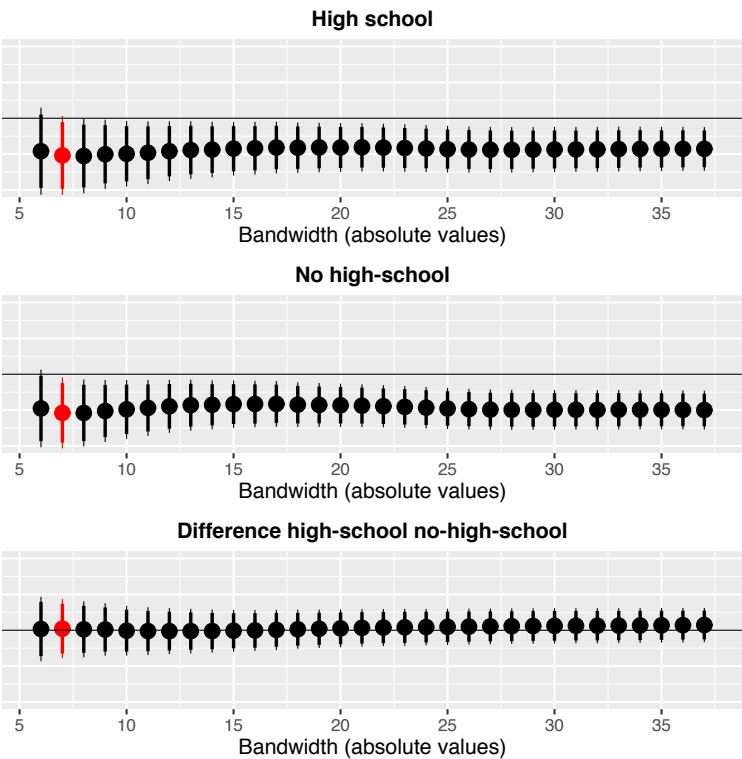 High school
5 10 15 20 25 30 35
Bandwidth (absolute values)
No high-school
5 10 15 20 25 30 35
Bandwidth (absolute values)
Difference high-school no-high-school
5 10 15 20 25 30 35
Bandwidth (absolute values)